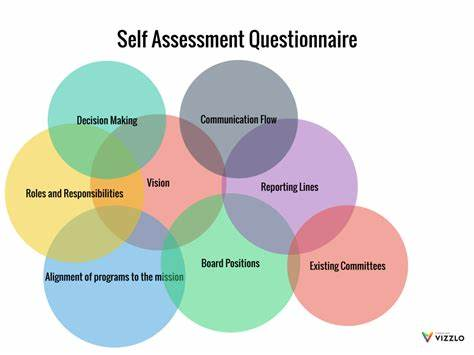 Self Assessment Questionnaire
Decision Making
Communication Flow
Roles and Responsibilities
Vision
Reporting Lines
Alignment of programs to the mission
Board Positions
Existing Committees
VIZZLO